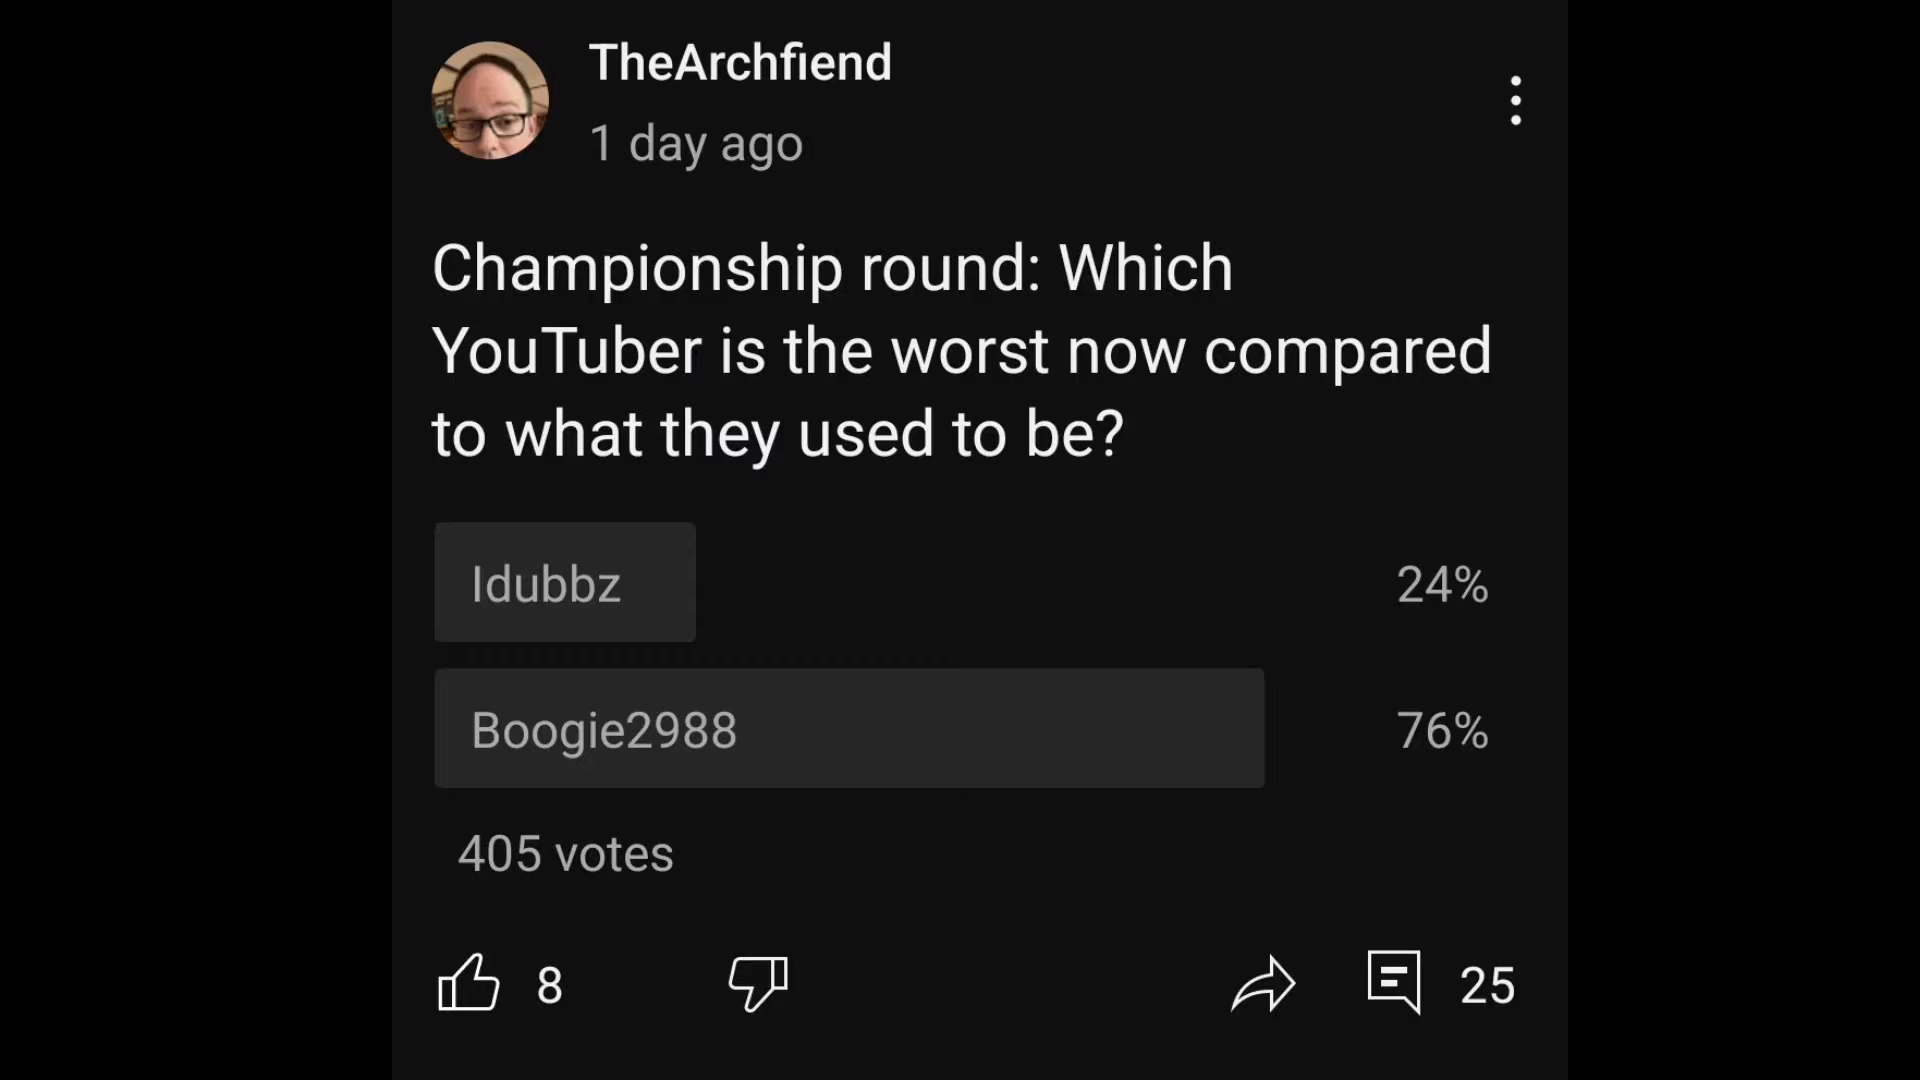 TheArchfiend
1 day ago
Championship round: Which
YouTuber is the worst now compared
to what they used to be?
Idubbz 24%
Boogie2988 76%
405 votes
8 25